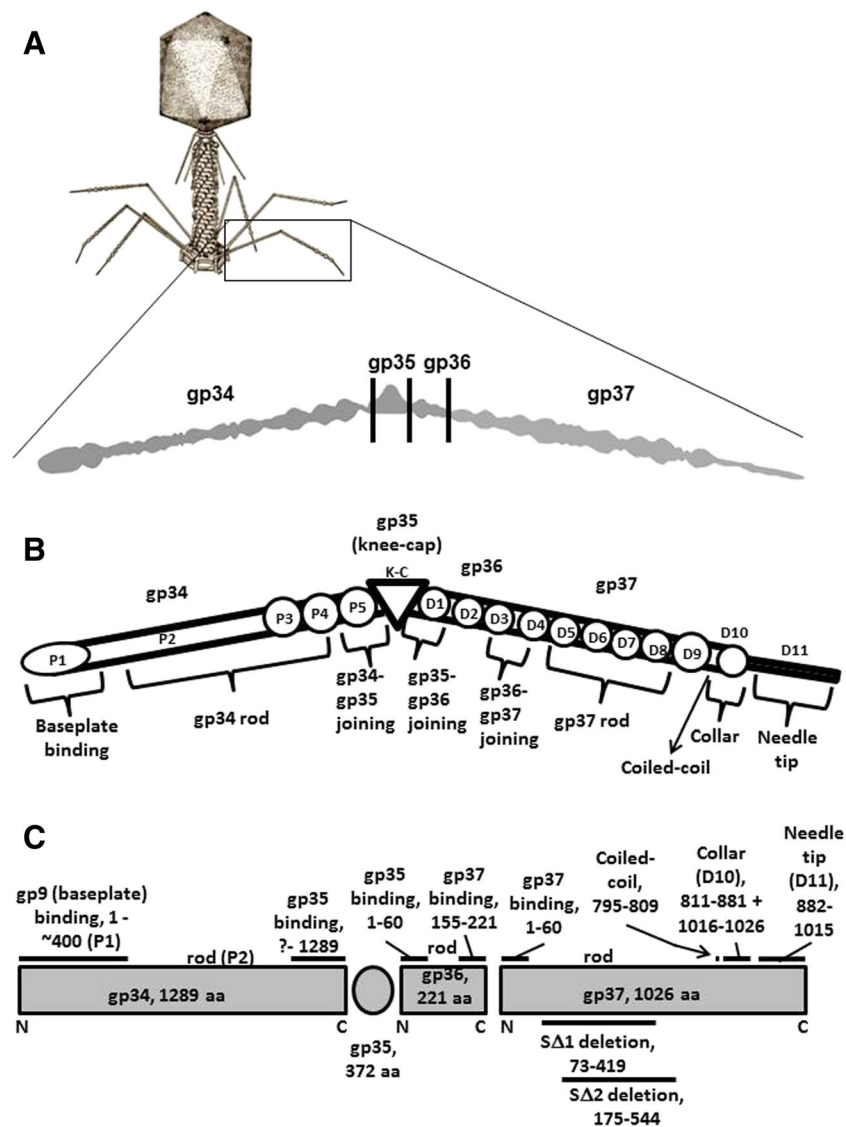 A
gp34
gp35
gp36
gp37
B
gp35
(knee-cap)
K-C
gp34
gp36
gp37
P1
P2
P3
P4
P5
D1
D2
D3
D4
D5
D6
D7
D8
D9
D10
D11
Baseplate
binding
gp34 rod
gp34-
gp35
joining
gp35-
gp36
joining
gp36-
gp37
joining
gp37 rod
Coiled-coil
Collar
Needle
tip
C
gp9 (baseplate)
binding, 1 -
~400 (P1)
rod (P2)
gp35
binding,
?- 1289
gp35
binding,
1-60
gp37
binding,
155-221
rod
gp37
binding,
1-60
rod
Coiled-
coil,
795-809
Collar
(D10),
811-881 +
1016-1026
Needle
tip
(D11),
882-
1015
gp34, 1289 aa
gp36,
221 aa
gp37, 1026 aa
N
C
N
C
N
C
gp35,
372 aa
SΔ1 deletion,
73-419
SΔ2 deletion,
175-544